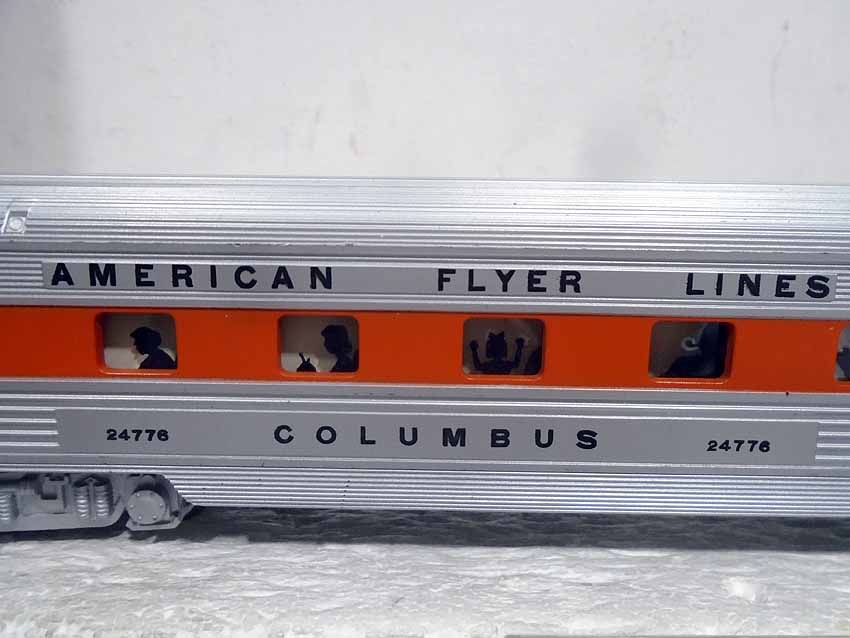 AMERICAN FLYER LINES
24776 COLUMBUS 24776